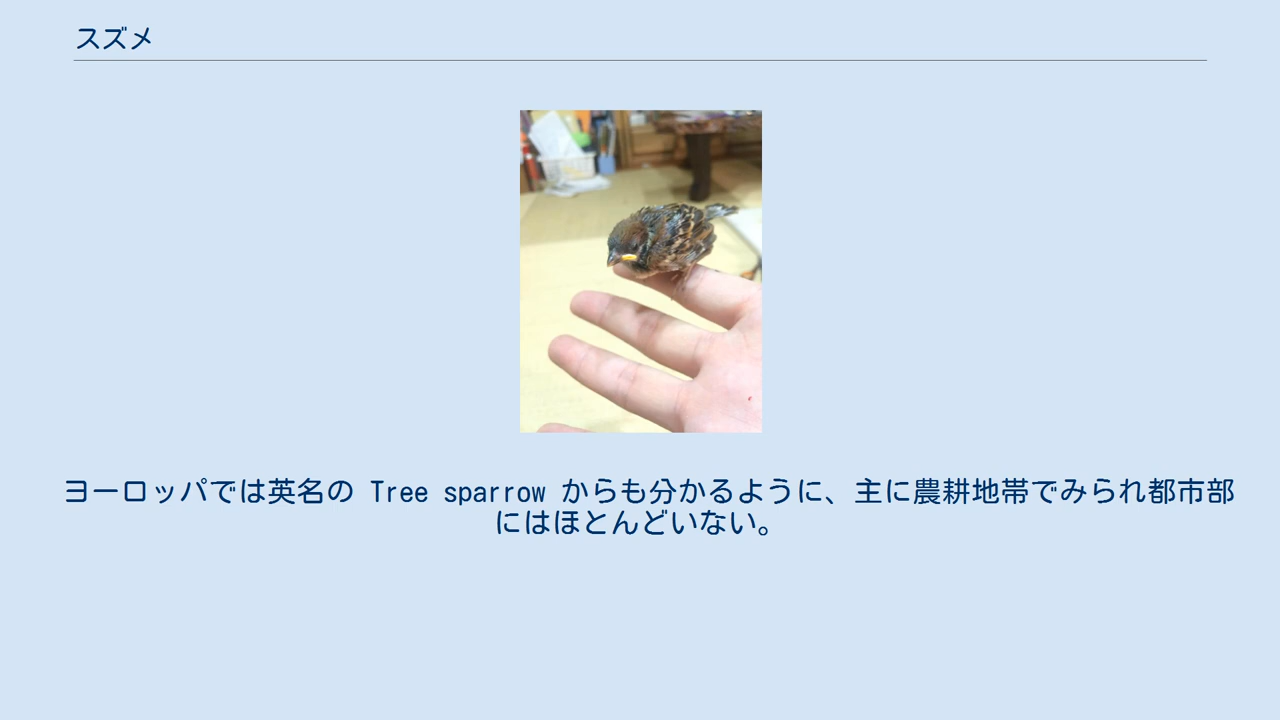 スズメ
ヨーロッパでは英名の Tree sparrow からも分かるように、主に農耕地帯でみられ都市部
にはほとんどいない。